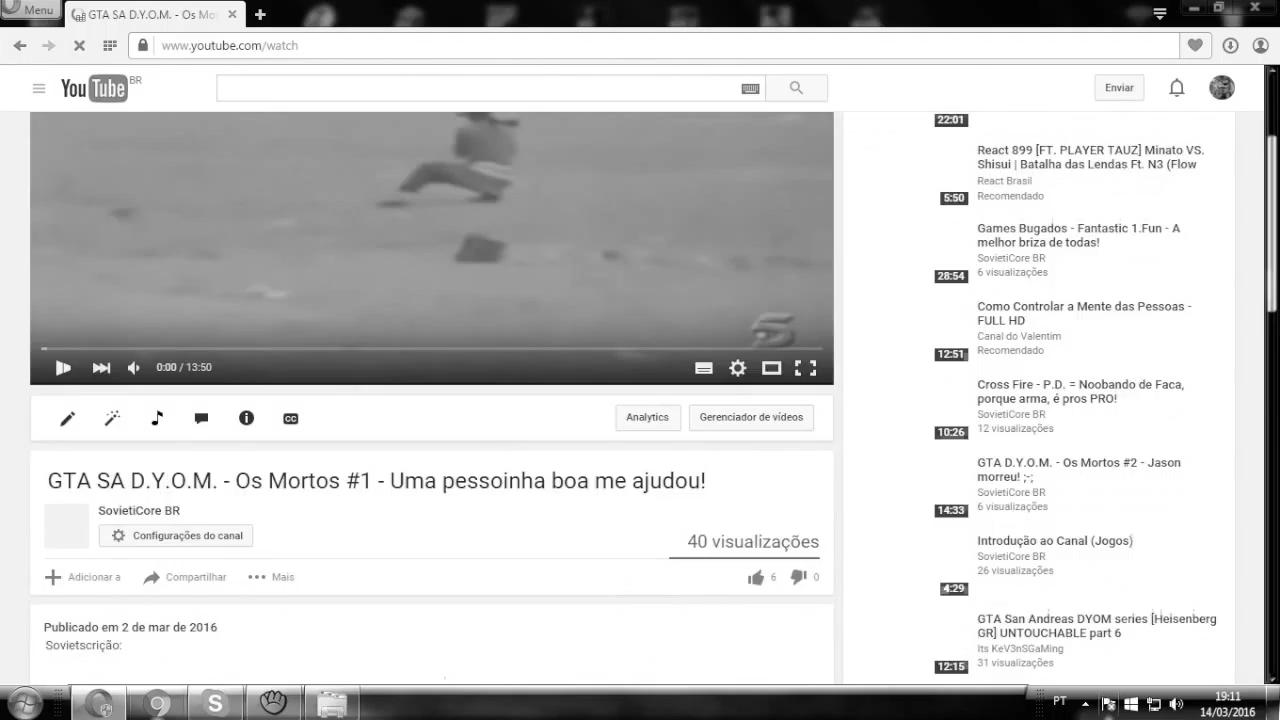 Menu
GTA SA D.Y.O.M. - Os Mo
www.youtube.com/watch
YouTube BR
Enviar
22:01
React 899 [FT. PLAYER TAUZ] Minato VS.
Shisui | Batalha das Lendas Ft. N3 (Flow
React Brasil
5:50
Recomendado
Games Bugados - Fantastic 1.Fun - A
melhor briza de todas!
SovietiCore BR
28:54
6 visualizações
Como Controlar a Mente das Pessoas -
FULL HD
Canal do Valentim
12:51
Recomendado
0:00 / 13:50
Cross Fire - P.D. = Noobando de Faca,
porque arma, é pros PRO!
SovietiCore BR
10:26
12 visualizações
CC
Analytics
Gerenciador de vídeos
GTA D.Y.O.M. - Os Mortos #2 - Jason
morreu! ;-;
SovietiCore BR
14:33
6 visualizações
GTA SA D.Y.O.M. - Os Mortos #1 - Uma pessoinha boa me ajudou!
SovietiCore BR
Configurações do canal
40 visualizações
Adicionar a
Compartilhar
Mais
6
0
Introdução ao Canal (Jogos)
SovietiCore BR
26 visualizações
4:29
Publicado em 2 de mar de 2016
Sovietscrição:
GTA San Andreas DYOM series [Heisenberg
GR] UNTOUCHABLE part 6
Its KeV3nSGaMing
12:15
31 visualizações
PT
19:11
14/03/2016